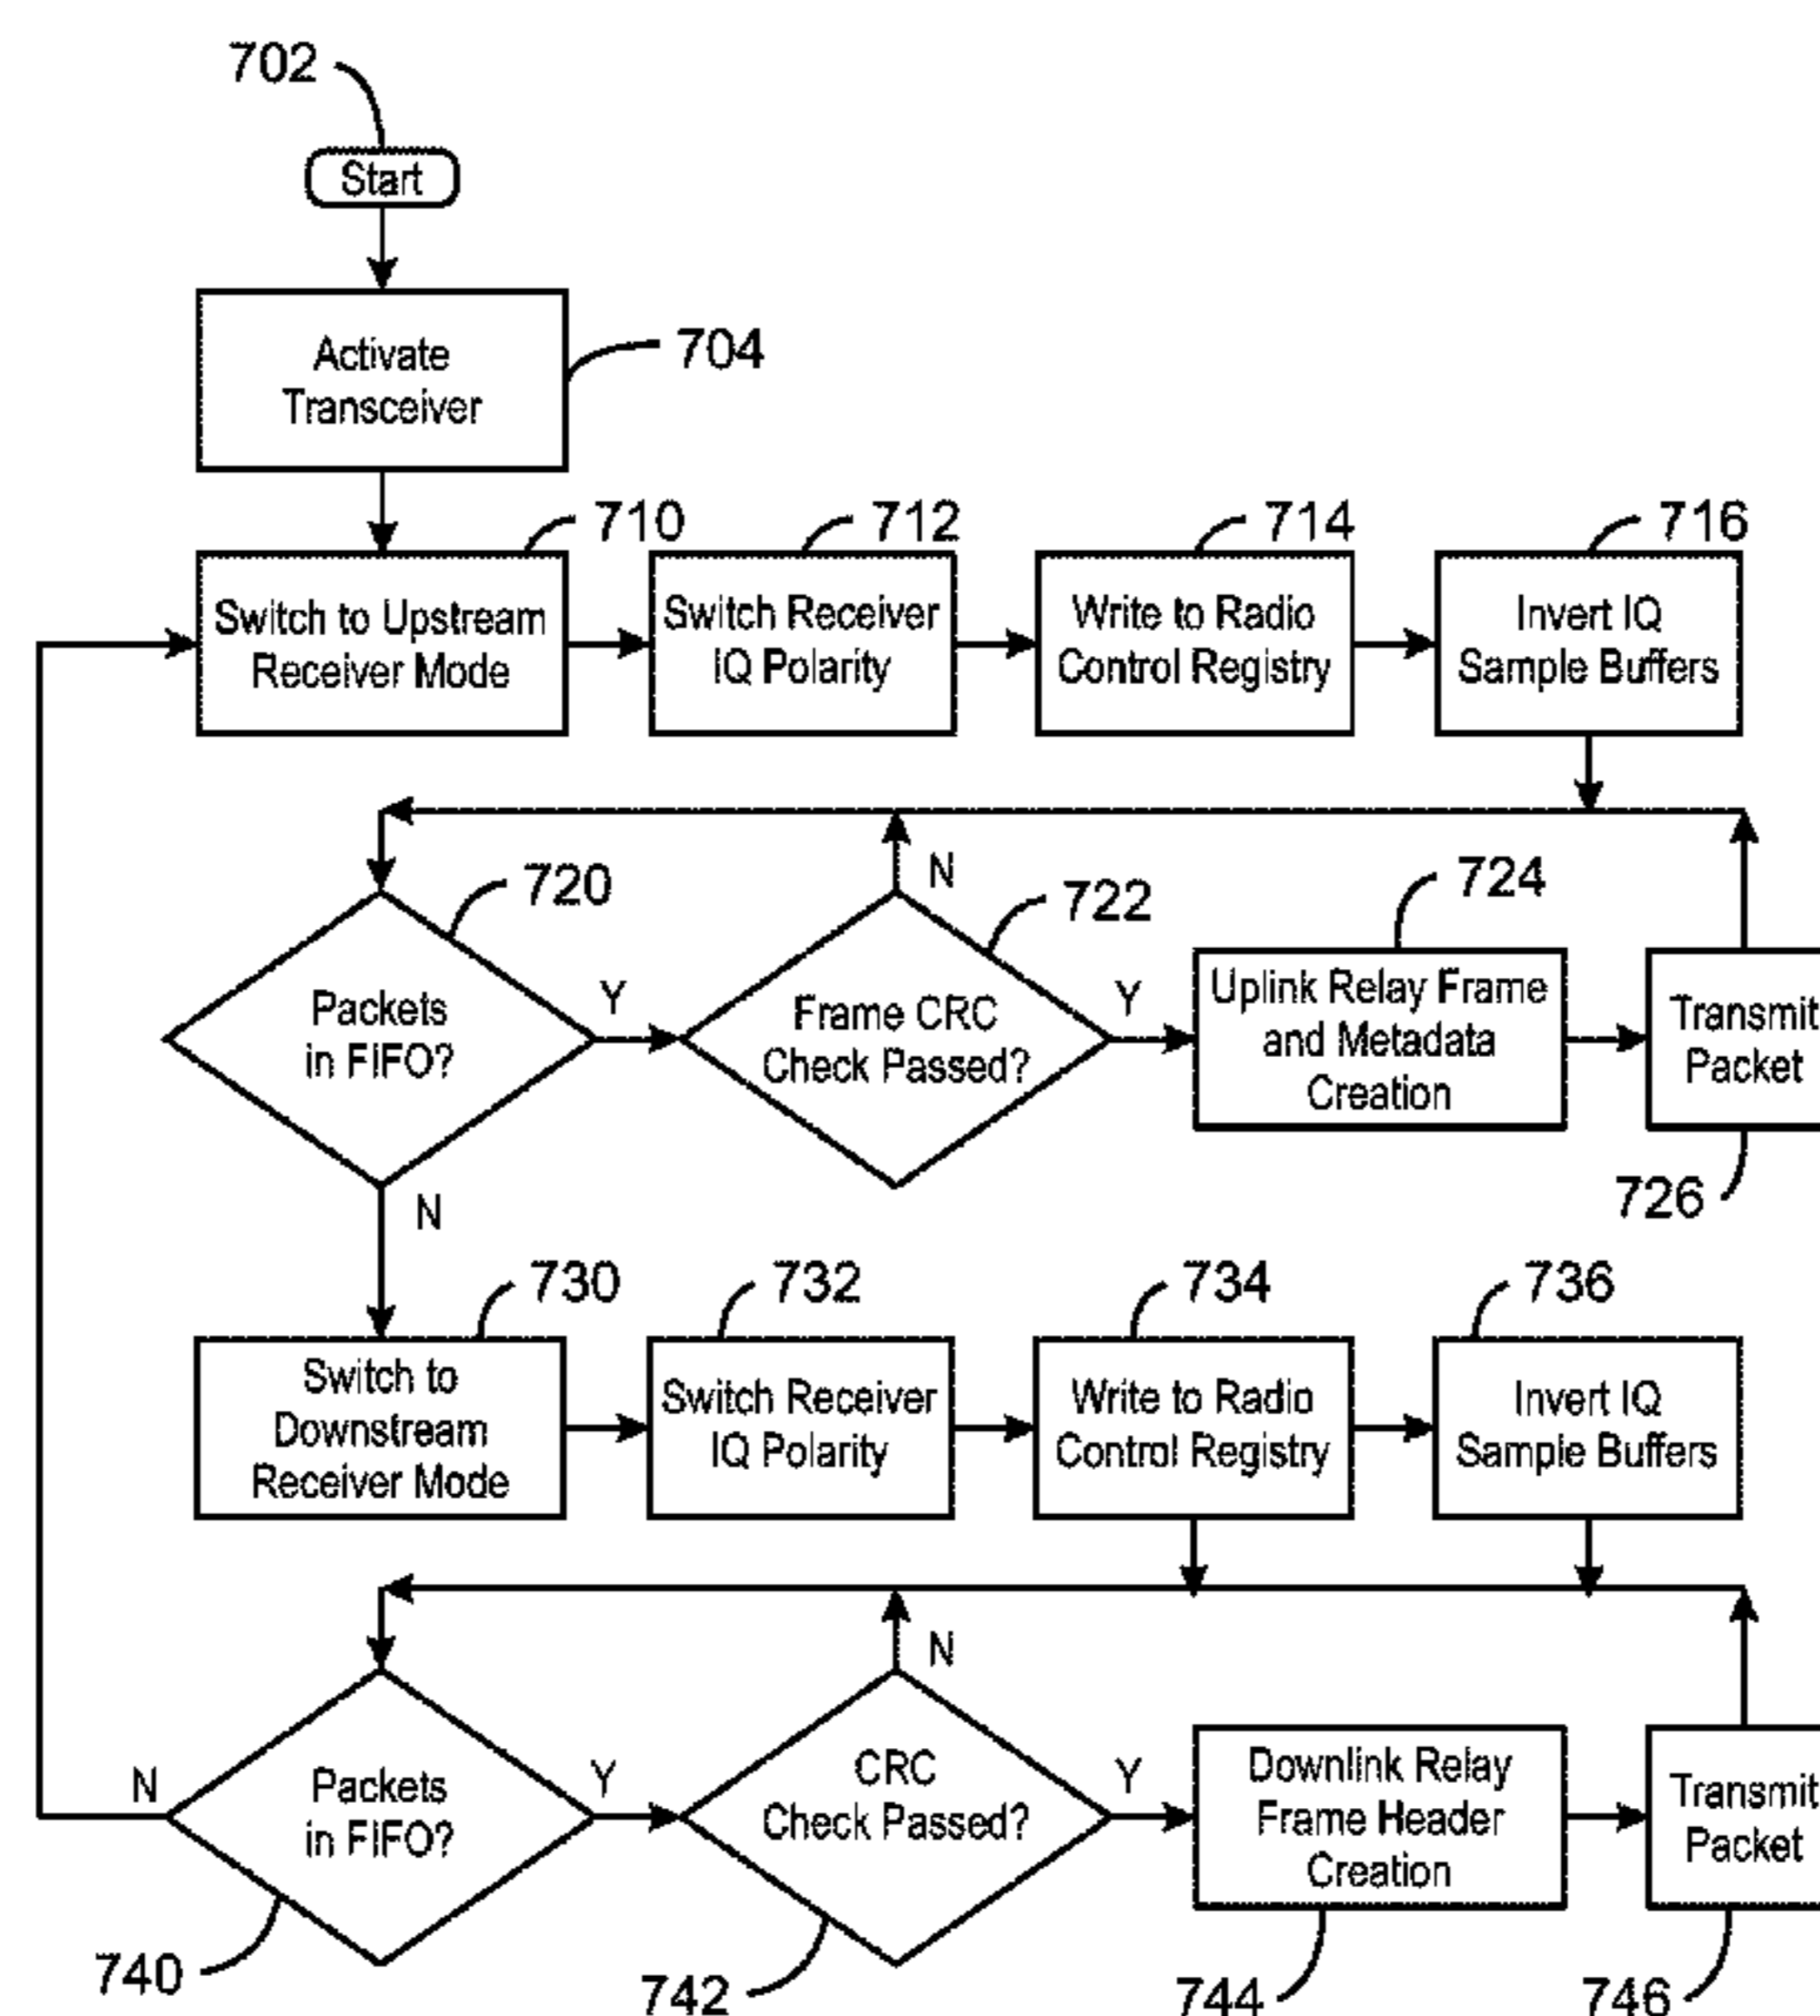 702
Start
Activate
Transceiver
704
710
712
714
716
Switch to Upstream
Receiver Mode
Switch Receiver
IQ Polarity
Write to Radio
Control Registry
Invert IQ
Sample Buffers
720
N
722
724
Packets
in FIFO?
Y
Frame CRC
Check Passed?
Y
Uplink Relay Frame
and Metadata
Creation
Transmit
Packet
726
N
730
732
734
736
Switch to
Downstream
Receiver Mode
Switch Receiver
IQ Polarity
Write to Radio
Control Registry
Invert IQ
Sample Buffers
N
N
Packets
in FIFO?
Y
CRC
Check Passed?
Y
Downlink Relay
Frame Header
Creation
Transmit
Packet
740
742
744
746